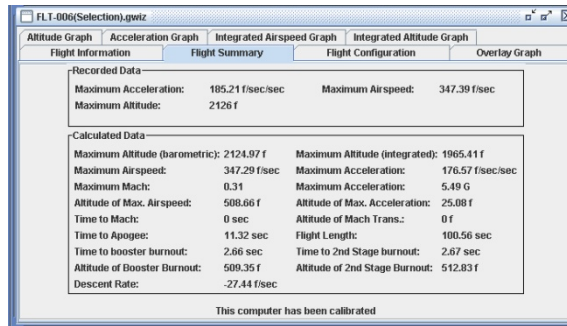 FLT-006(Selection).gwiz
Altitude Graph Acceleration Graph Integrated Airspeed Graph Integrated Altitude Graph
Flight Information Flight Summary Flight Configuration Overlay Graph
Recorded Data
Maximum Acceleration: 185.21 f/sec/sec Maximum Airspeed: 347.39 f/sec
Maximum Altitude: 2126 f
Calculated Data
Maximum Altitude (barometric): 2124.97 f Maximum Altitude (integrated): 1965.41 f
Maximum Airspeed: 347.29 f/sec Maximum Acceleration: 176.57 f/sec/sec
Maximum Mach: 0.31 Maximum Acceleration: 5.49 G
Altitude of Max. Airspeed: 508.66 f Altitude of Max. Acceleration: 25.08 f
Time to Mach: 0 sec Altitude of Mach Trans.: 0 f
Time to Apogee: 11.32 sec Flight Length: 100.56 sec
Time to booster burnout: 2.66 sec Time to 2nd Stage burnout: 2.67 sec
Altitude of Booster Burnout: 509.35 f Altitude of 2nd Stage Burnout: 512.83 f
Descent Rate: -27.44 f/sec
This computer has been calibrated